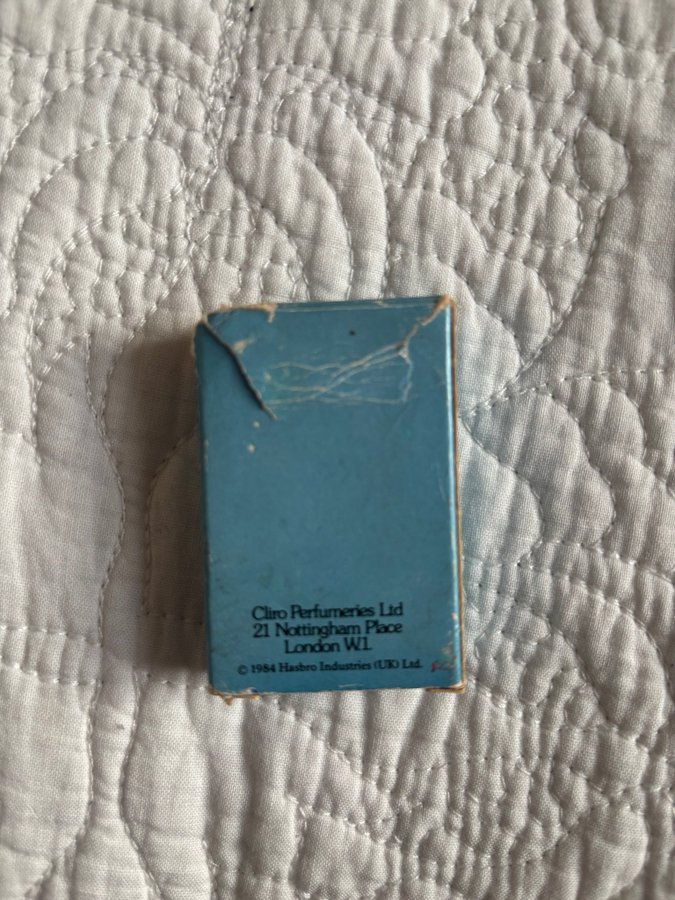 Cliro Perfumeries Ltd
21 Nottingham Place
London W.1.
© 1984 Hasbro Industries (UK) Ltd.